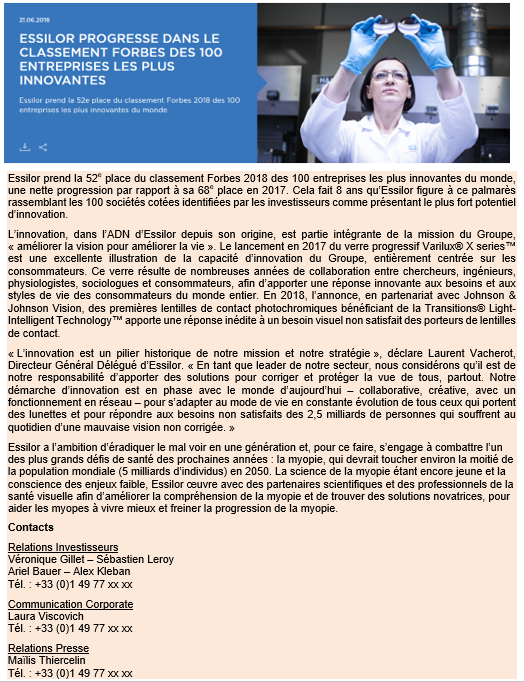 21.06.2018
ESSILOR PROGRESSE DANS LE
CLASSEMENT FORBES DES 100
ENTREPRISES LES PLUS
INNOVANTES
Essilor prend la 52e place du classement Forbes 2018 des 100
entreprises les plus innovantes du monde
Essilor prend la 52e place du classement Forbes 2018 des 100 entreprises les plus innovantes du monde,
une nette progression par rapport à sa 68e place en 2017. Cela fait 8 ans qu'Essilor figure à ce palmarès
rassemblant les 100 sociétés cotées identifiées par les investisseurs comme présentant le plus fort potentiel
d'innovation.
L'innovation, dans l'ADN d'Essilor depuis son origine, est partie intégrante de la mission du Groupe,
« améliorer la vision pour améliorer la vie ». Le lancement en 2017 du verre progressif Varilux® X series™
est une excellente illustration de la capacité d'innovation du Groupe, entièrement centrée sur les
consommateurs. Ce verre résulte de nombreuses années de collaboration entre chercheurs, ingénieurs,
physiologistes, sociologues et consommateurs, afin d'apporter une réponse innovante aux besoins et aux
styles de vie des consommateurs du monde entier. En 2018, l'annonce, en partenariat avec Johnson &
Johnson Vision, des premières lentilles de contact photochromiques bénéficiant de la Transitions® Light-
Intelligent Technology™ apporte une réponse inédite à un besoin visuel non satisfait des porteurs de lentilles
de contact.
« L'innovation est un pilier historique de notre mission et notre stratégie », déclare Laurent Vacherot,
Directeur Général Délégué d'Essilor. « En tant que leader de notre secteur, nous considérons qu'il est de
notre responsabilité d'apporter des solutions pour corriger et protéger la vue de tous, partout. Notre
démarche d'innovation est en phase avec le monde d'aujourd'hui – collaborative, créative, avec un
fonctionnement en réseau – pour s'adapter au mode de vie en constante évolution de tous ceux qui portent
des lunettes et pour répondre aux besoins non satisfaits des 2,5 milliards de personnes qui souffrent au
quotidien d'une mauvaise vision non corrigée. »
Essilor a l'ambition d'éradiquer le mal voir en une génération et, pour ce faire, s'engage à combattre l'un
des plus grands défis de santé des prochaines années : la myopie, qui devrait toucher environ la moitié de
la population mondiale (5 milliards d'individus) en 2050. La science de la myopie étant encore jeune et la
conscience des enjeux faible, Essilor œuvre avec des partenaires scientifiques et des professionnels de la
santé visuelle afin d'améliorer la compréhension de la myopie et de trouver des solutions novatrices, pour
aider les myopes à vivre mieux et freiner la progression de la myopie.
Contacts
Relations Investisseurs
Véronique Gillet – Sébastien Leroy
Ariel Bauer – Alex Kleban
Tél. : +33 (0)1 49 77 xx xx
Communication Corporate
Laura Viscovich
Tél. : +33 (0)1 49 77 xx xx
Relations Presse
Maïlis Thiercelin
Tél. : +33 (0)1 49 77 xx xx